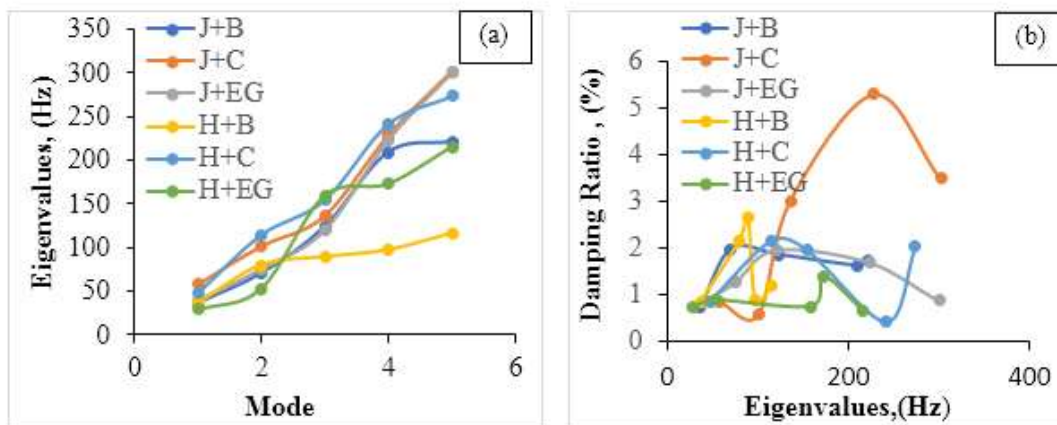 (a)
350
300
250
200
150
100
50
0
Eigenvalues, (Hz)
J+B
J+C
J+EG
H+B
H+C
H+EG
0 2 4 6
Mode
(b)
6
5
4
3
2
1
0
Damping Ratio , (%)
J+B
J+C
J+EG
H+B
H+C
H+EG
0 200 400
Eigenvalues,(Hz)